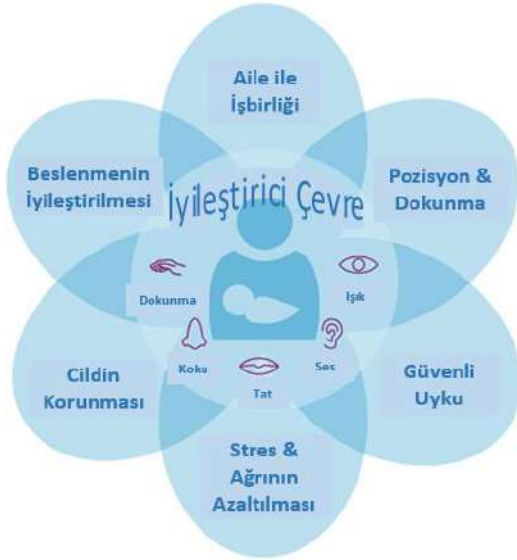 Aile ile
İşbirliği
Beslenmenin
İyileştirilmesi
Pozisyon &
Dokunma
İyileştirici Çevre
Dokunma
Işık
Koku
Ses
Tat
Cildin
Korunması
Güvenli
Uyku
Stres &
Ağrının
Azaltılması